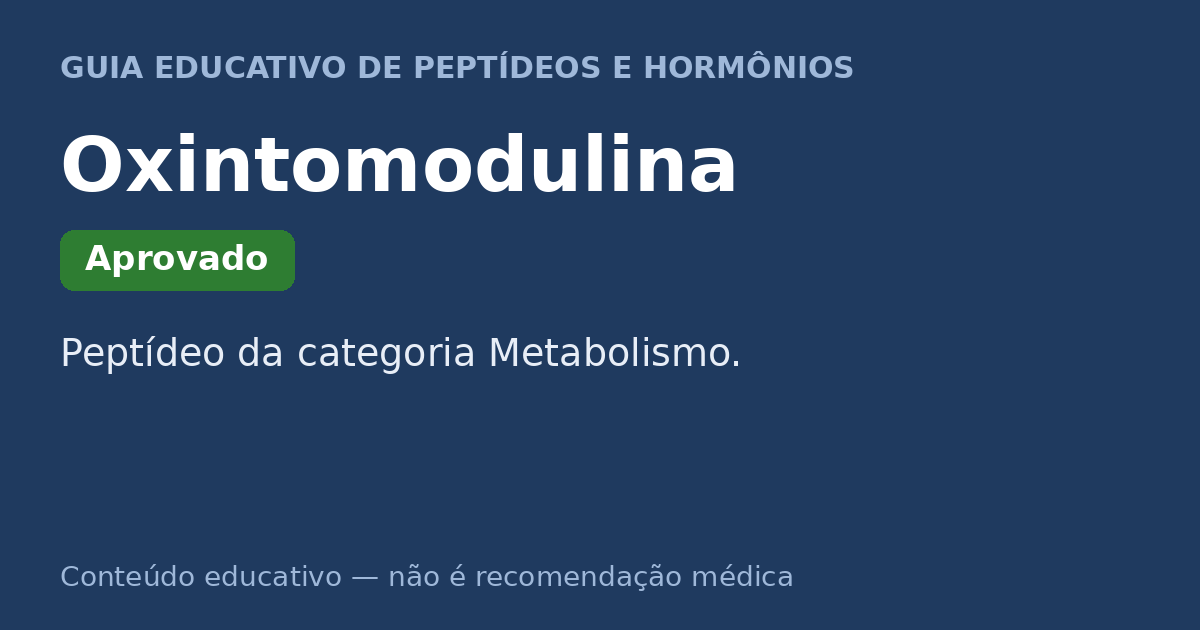 GUIA EDUCATIVO DE PEPTÍDEOS E HORMÔNIOS
Oxintomodulina
Aprovado
Peptídeo da categoria Metabolismo.
Conteúdo educativo — não é recomendação médica